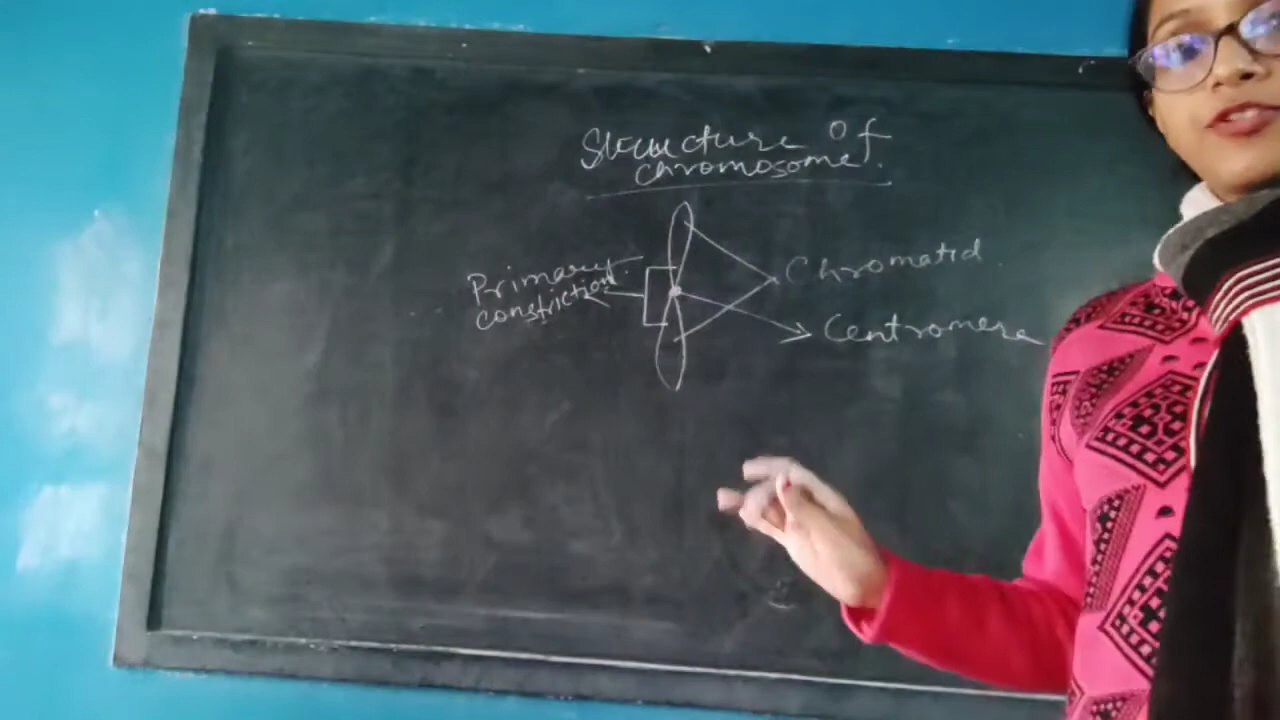 Structure of
chromosome.
Primary
constriction
Chromatid.
Centromere